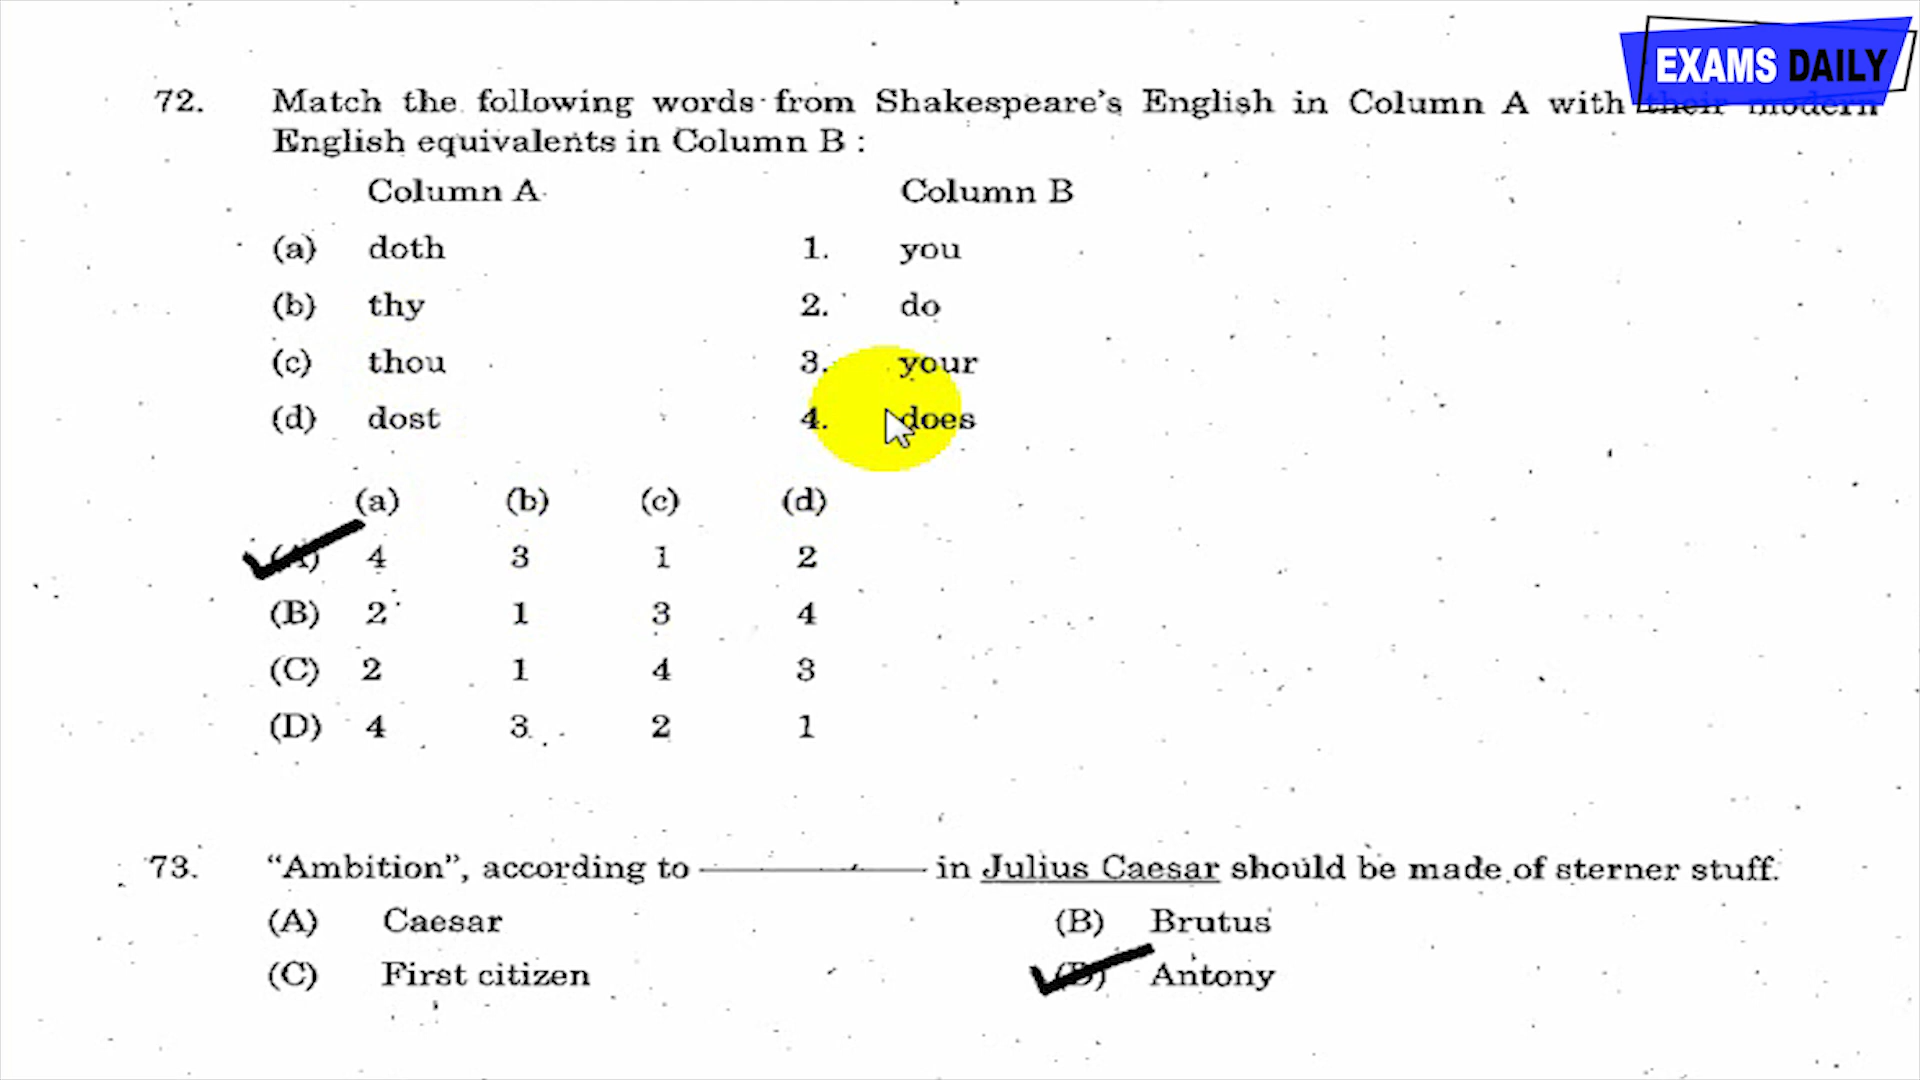 EXAMS DAILY
72. Match the following words from Shakespeare's English in Column A with their modern
English equivalents in Column B :
Column A Column B
(a) doth 1. you
(b) thy 2. do
(c) thou 3. your
(d) dost 4. does
(a) (b) (c) (d)
(A) 4 3 1 2
(B) 2 1 3 4
(C) 2 1 4 3
(D) 4 3 2 1
73. "Ambition", according to ———— in Julius Caesar should be made of sterner stuff.
(A) Caesar (B) Brutus
(C) First citizen (D) Antony